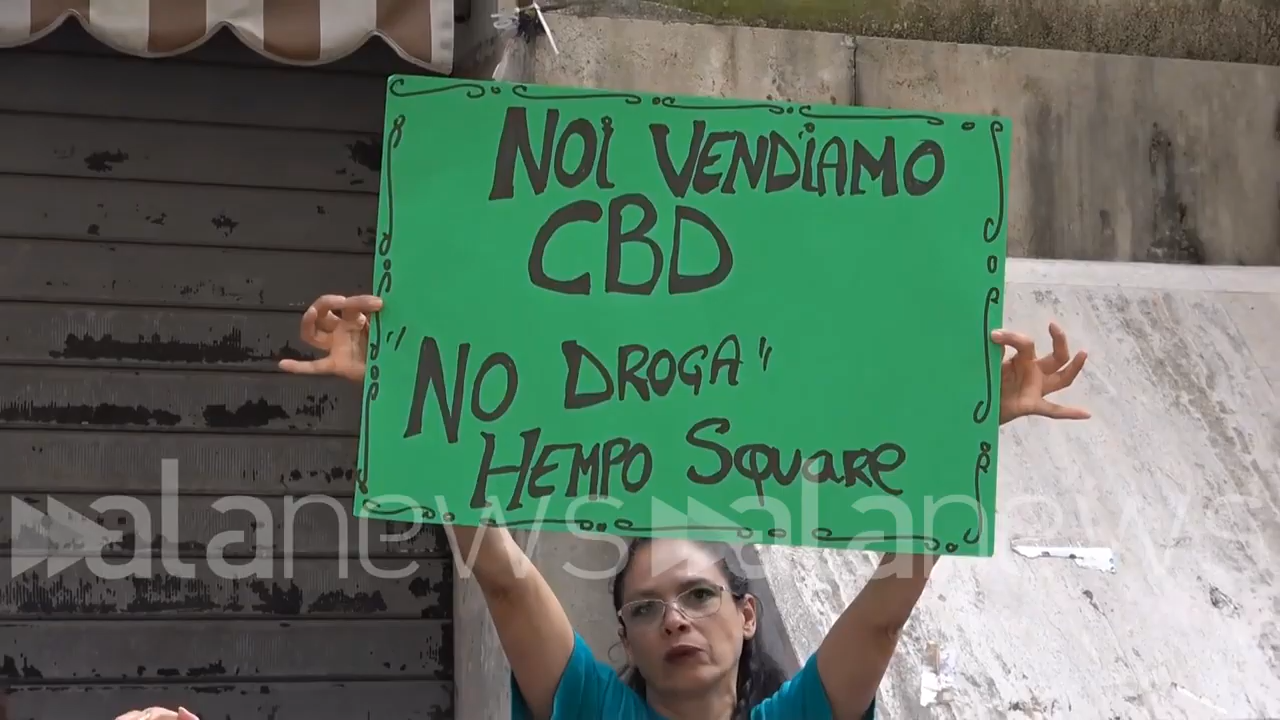 NOi VENDiAMO
CBD
"NO DROGA"
HEMPO SQUARE
alanews alanews